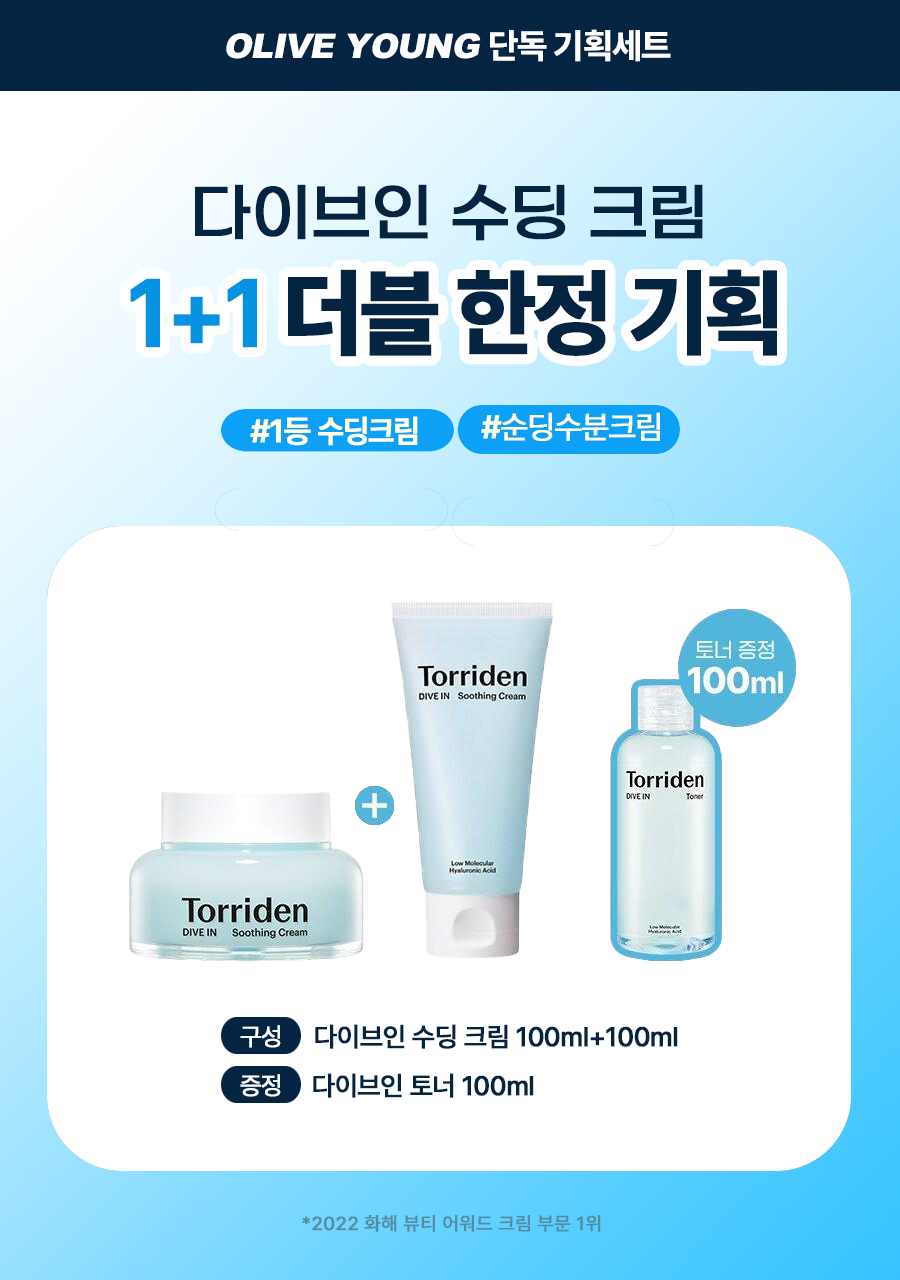 OLIVE YOUNG 단독 기획세트
다이브인 수딩 크림
1+1 더블 한정 기획
#1등 수딩크림 #순딩수분크림
Torriden
DIVE IN Soothing Cream
Low Molecular
Hyaluronic Acid
토너 증정
100ml
Torriden
DIVE IN Toner
Low Molecular
Hyaluronic Acid
+
Torriden
DIVE IN Soothing Cream
구성 다이브인 수딩 크림 100ml+100ml
증정 다이브인 토너 100ml
*2022 화해 뷰티 어워드 크림 부문 1위